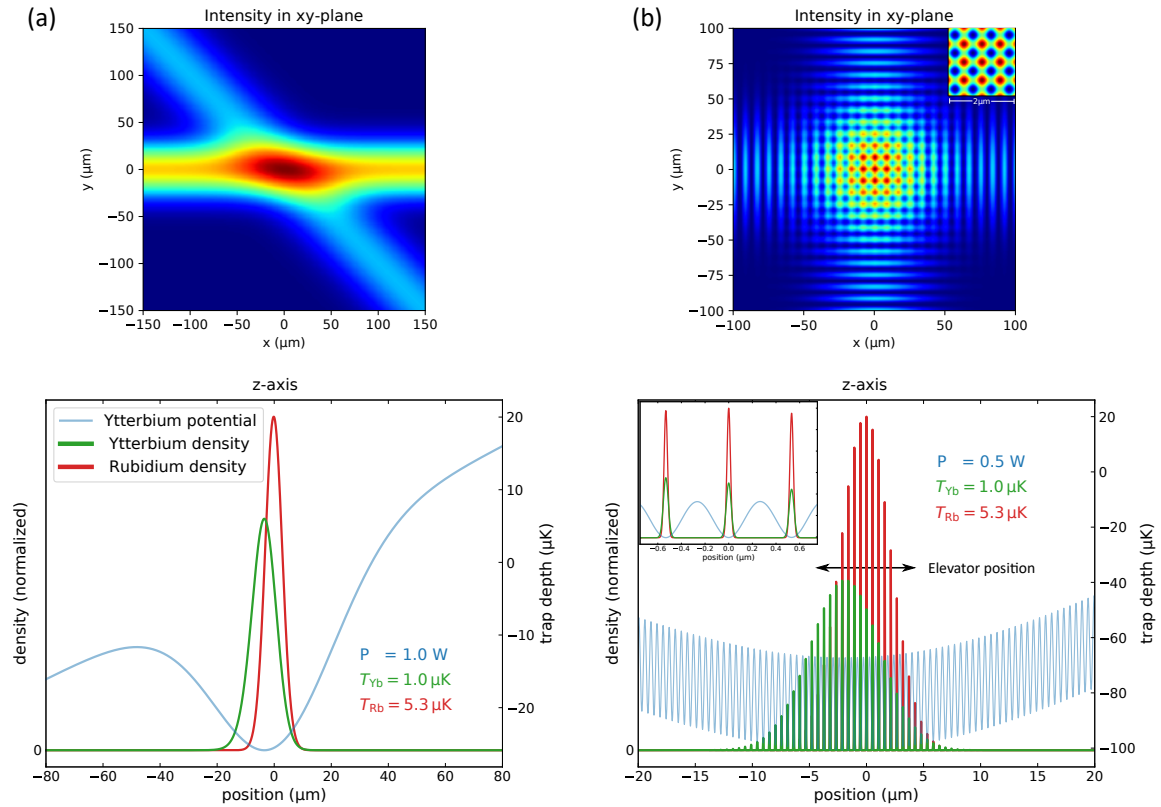 (a)
Intensity in xy-plane
150
100
50
0
−50
−100
−150
y (µm)
−150
−100
−50
0
50
100
150
x (µm)
(b)
Intensity in xy-plane
100
75
50
25
0
−25
−50
−75
−100
y (µm)
2µm
−100
−50
0
50
100
x (µm)
z-axis
Ytterbium potential
Ytterbium density
Rubidium density
P = 1.0 W
T_Yb = 1.0 µK
T_Rb = 5.3 µK
density (normalized)
0
20
10
0
−10
−20
trap depth (µK)
−80
−60
−40
−20
0
20
40
60
80
position (µm)
z-axis
−0.6
−0.4
−0.2
0.0
0.2
0.4
0.6
position (µm)
P = 0.5 W
T_Yb = 1.0 µK
T_Rb = 5.3 µK
Elevator position
density (normalized)
0
20
0
−20
−40
−60
−80
−100
trap depth (µK)
−20
−15
−10
−5
0
5
10
15
20
position (µm)